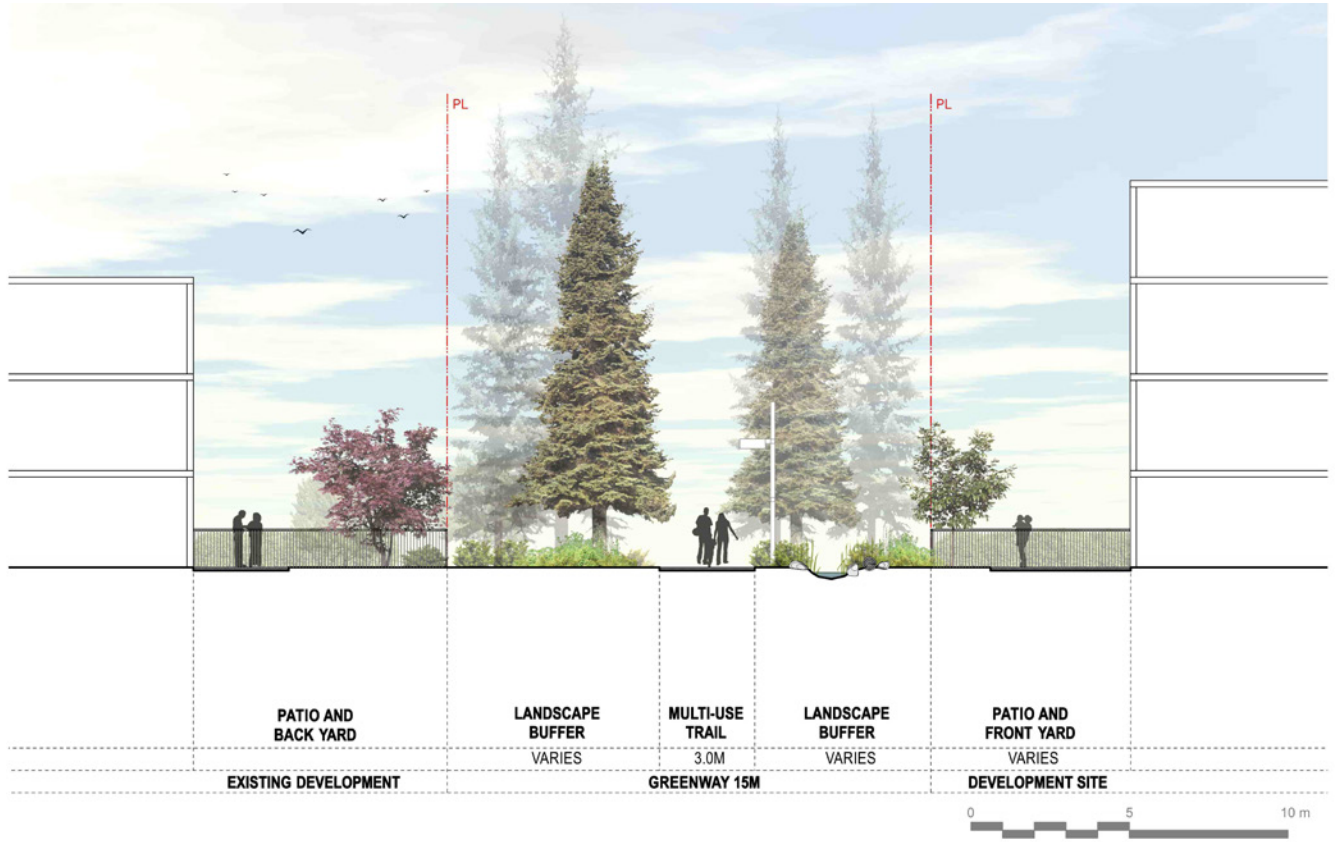 PL
PL
PATIO AND
BACK YARD
LANDSCAPE
BUFFER
MULTI-USE
TRAIL
LANDSCAPE
BUFFER
PATIO AND
FRONT YARD
VARIES
3.0M
VARIES
VARIES
EXISTING DEVELOPMENT
GREENWAY 15M
DEVELOPMENT SITE
0
5
10 m